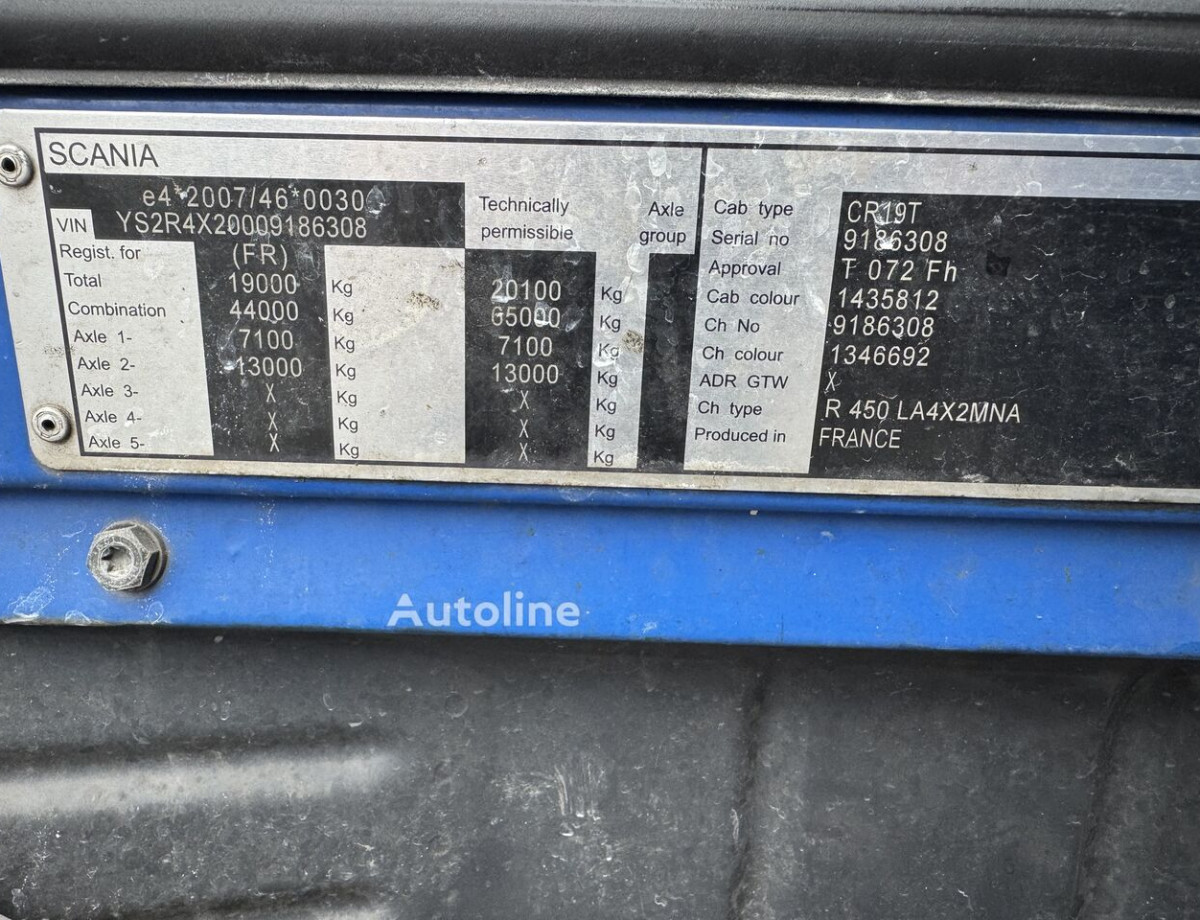 SCANIA
e4*2007/46*0030
VIN YS2R4X20009186308
Technically permissible
Axle group
Regist. for (FR)
Total 19000 Kg 20100 Kg
Combination 44000 Kg 65000 Kg
Axle 1- 7100 Kg 7100 Kg
Axle 2- 13000 Kg 13000 Kg
Axle 3- X Kg X Kg
Axle 4- X Kg X Kg
Axle 5- X Kg X Kg
Cab type CR19T
Serial no 9186308
Approval T 072 Fh
Cab colour 1435812
Ch No 9186308
Ch colour 1346692
ADR GTW X
Ch type R 450 LA4X2MNA
Produced in FRANCE
Autoline